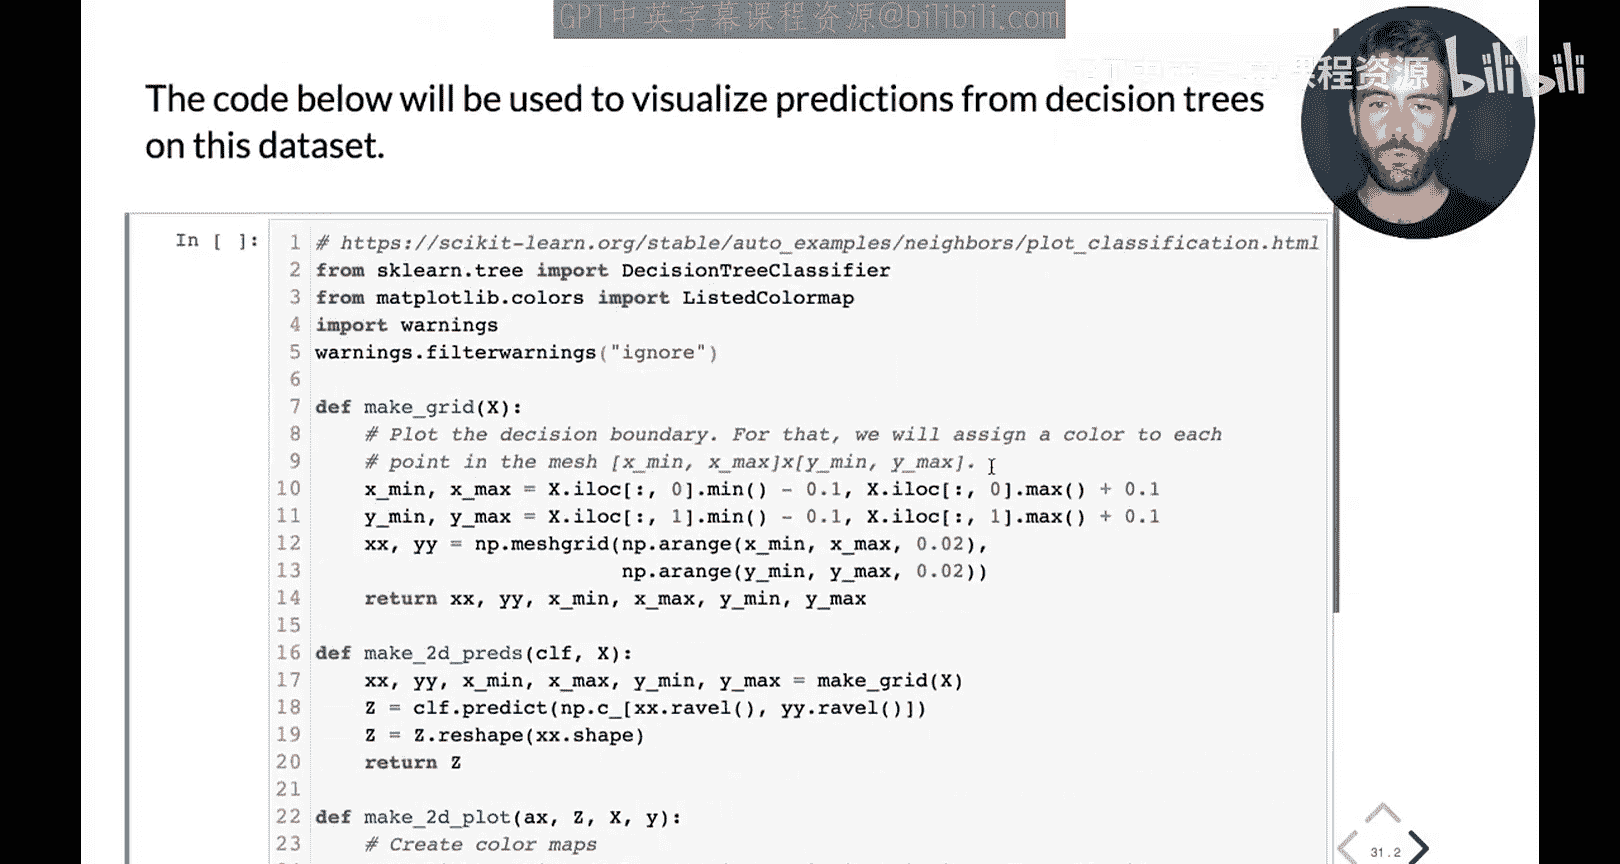 GPT中英字幕课程资源@bilibili.com
课程资源
bilibili
The code below will be used to visualize predictions from decision trees
on this dataset.
In [ ]:
1 # https://scikit-learn.org/stable/auto_examples/neighbors/plot_classification.html
2 from sklearn.tree import DecisionTreeClassifier
3 from matplotlib.colors import ListedColormap
4 import warnings
5 warnings.filterwarnings("ignore")
6
7 def make_grid(X):
8     # Plot the decision boundary. For that, we will assign a color to each
9     # point in the mesh [x_min, x_max]x[y_min, y_max].
10     x_min, x_max = X.iloc[:, 0].min() - 0.1, X.iloc[:, 0].max() + 0.1
11     y_min, y_max = X.iloc[:, 1].min() - 0.1, X.iloc[:, 1].max() + 0.1
12     xx, yy = np.meshgrid(np.arange(x_min, x_max, 0.02),
13                          np.arange(y_min, y_max, 0.02))
14     return xx, yy, x_min, x_max, y_min, y_max
15
16 def make_2d_preds(clf, X):
17     xx, yy, x_min, x_max, y_min, y_max = make_grid(X)
18     Z = clf.predict(np.c_[xx.ravel(), yy.ravel()])
19     Z = Z.reshape(xx.shape)
20     return Z
21
22 def make_2d_plot(ax, Z, X, y):
23     # Create color maps
31.2